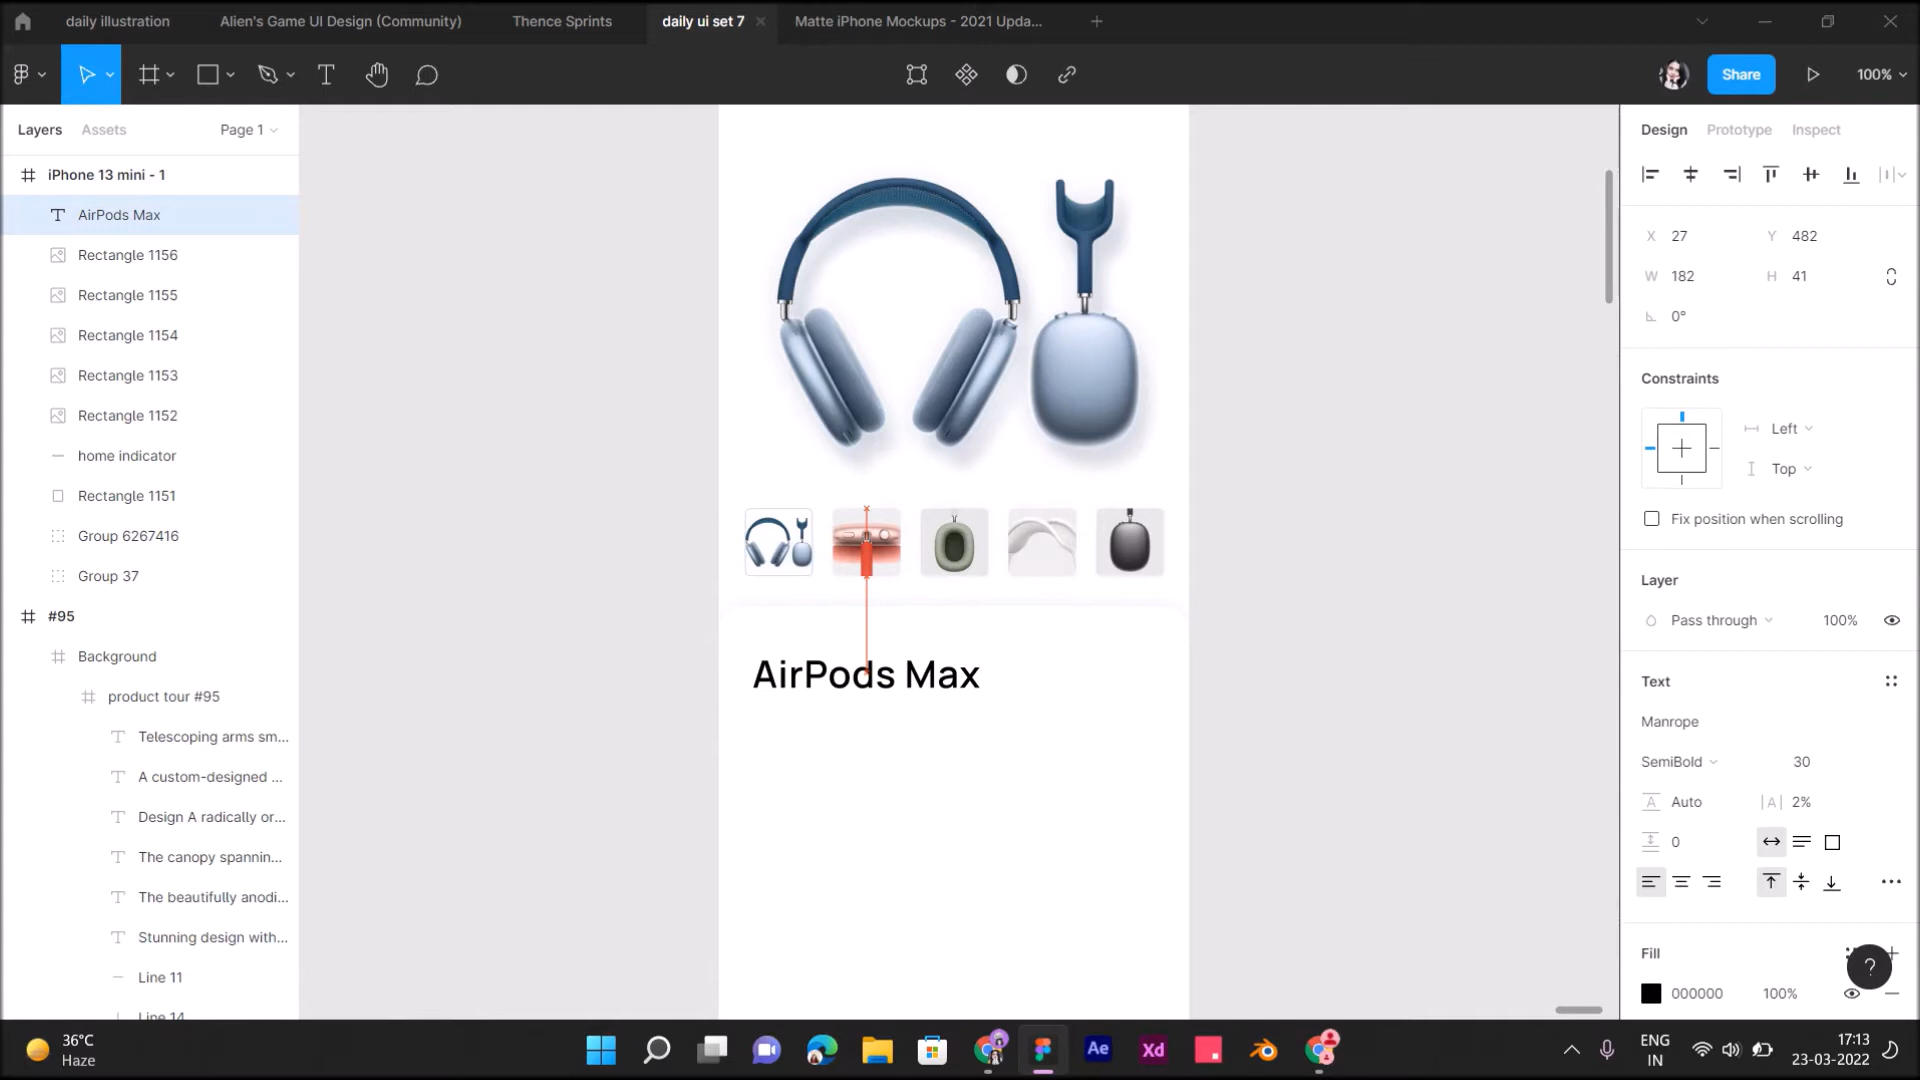 daily illustration
Alien's Game UI Design (Community)
Thence Sprints
daily ui set 7
Matte iPhone Mockups - 2021 Upda...
Share
100%
Layers
Assets
Page 1
Design
Prototype
Inspect
iPhone 13 mini - 1
AirPods Max
Rectangle 1156
Rectangle 1155
Rectangle 1154
Rectangle 1153
Rectangle 1152
home indicator
Rectangle 1151
Group 6267416
Group 37
#95
Background
product tour #95
Telescoping arms sm...
A custom-designed ...
Design A radically or...
The canopy spannin...
The beautifully anodi...
Stunning design with...
Line 11
Line 14
AirPods Max
X 27
Y 482
W 182
H 41
0°
Constraints
Left
Top
Fix position when scrolling
Layer
Pass through
100%
Text
Manrope
SemiBold
30
A Auto
|A| 2%
0
Fill
?
000000
100%
36°C
Haze
Ae
Xd
ENG
IN
17:13
23-03-2022